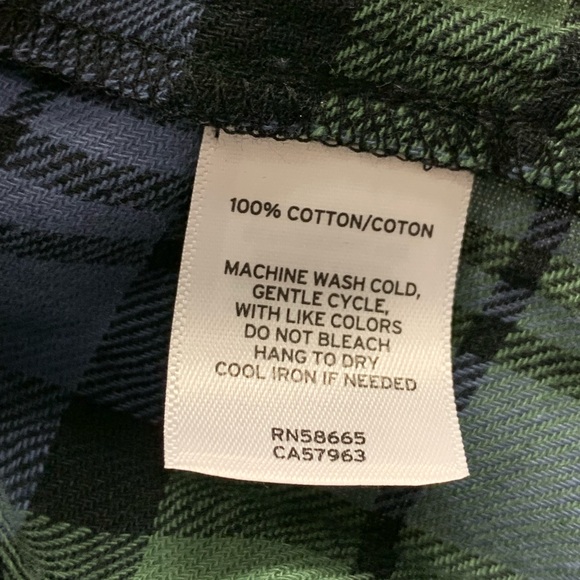 100% COTTON/COTON
MACHINE WASH COLD,
GENTLE CYCLE,
WITH LIKE COLORS
DO NOT BLEACH
HANG TO DRY
COOL IRON IF NEEDED
RN58665
CA57963